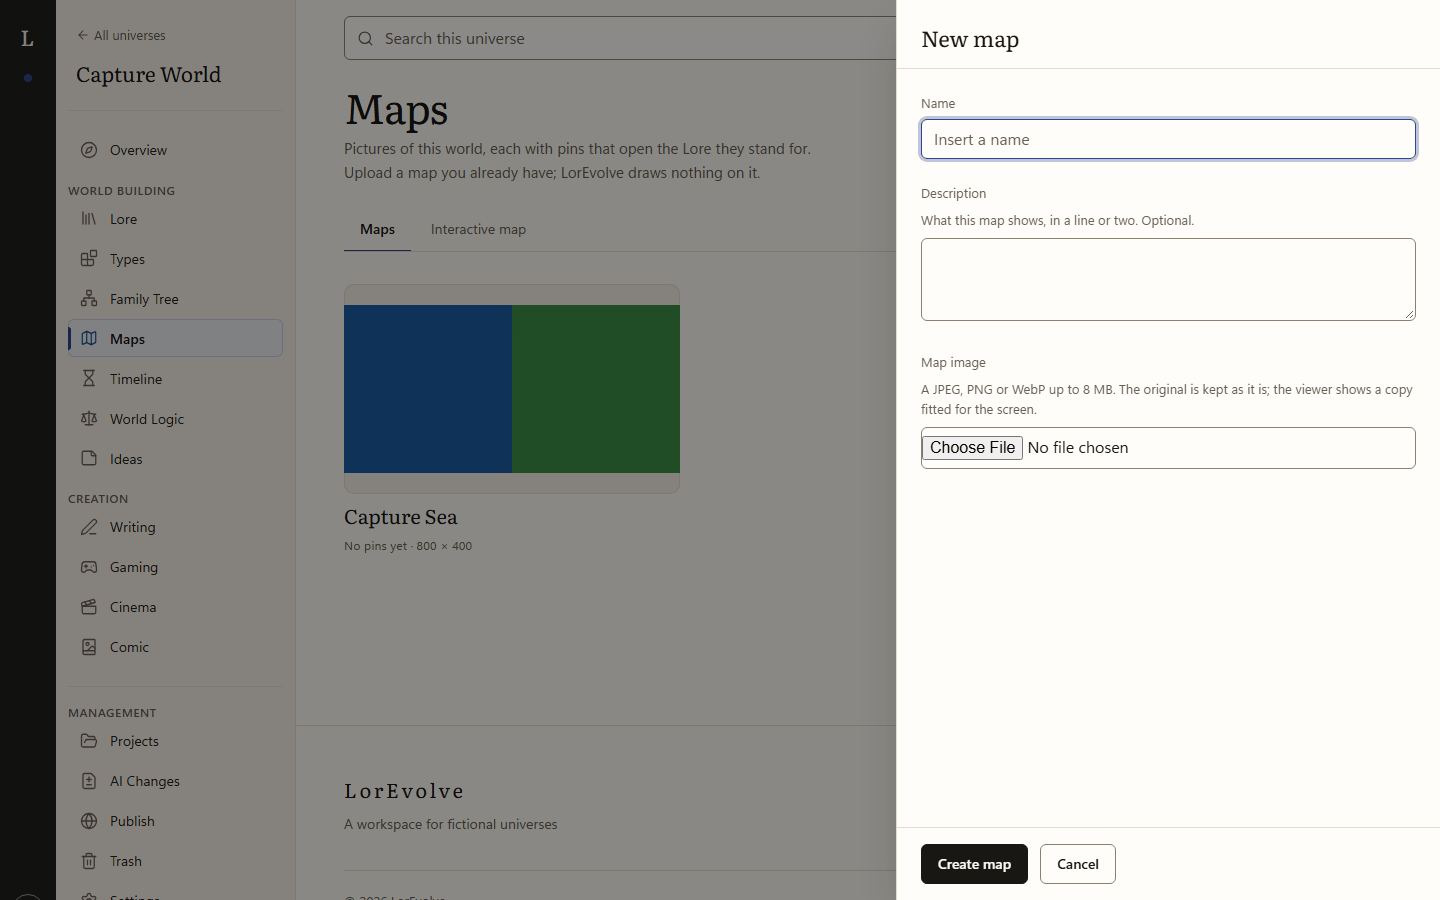 L
All universes
Capture World
Overview
WORLD BUILDING
Lore
Types
Family Tree
Maps
Timeline
World Logic
Ideas
CREATION
Writing
Gaming
Cinema
Comic
MANAGEMENT
Projects
AI Changes
Publish
Trash
Settings
Search this universe
Maps
Pictures of this world, each with pins that open the Lore they stand for.
Upload a map you already have; LorEvolve draws nothing on it.
Maps
Interactive map
Capture Sea
No pins yet · 800 × 400
LorEvolve
A workspace for fictional universes
© 2026 LorEvolve
New map
Name
Insert a name
Description
What this map shows, in a line or two. Optional.
Map image
A JPEG, PNG or WebP up to 8 MB. The original is kept as it is; the viewer shows a copy
fitted for the screen.
Choose File No file chosen
Create map
Cancel